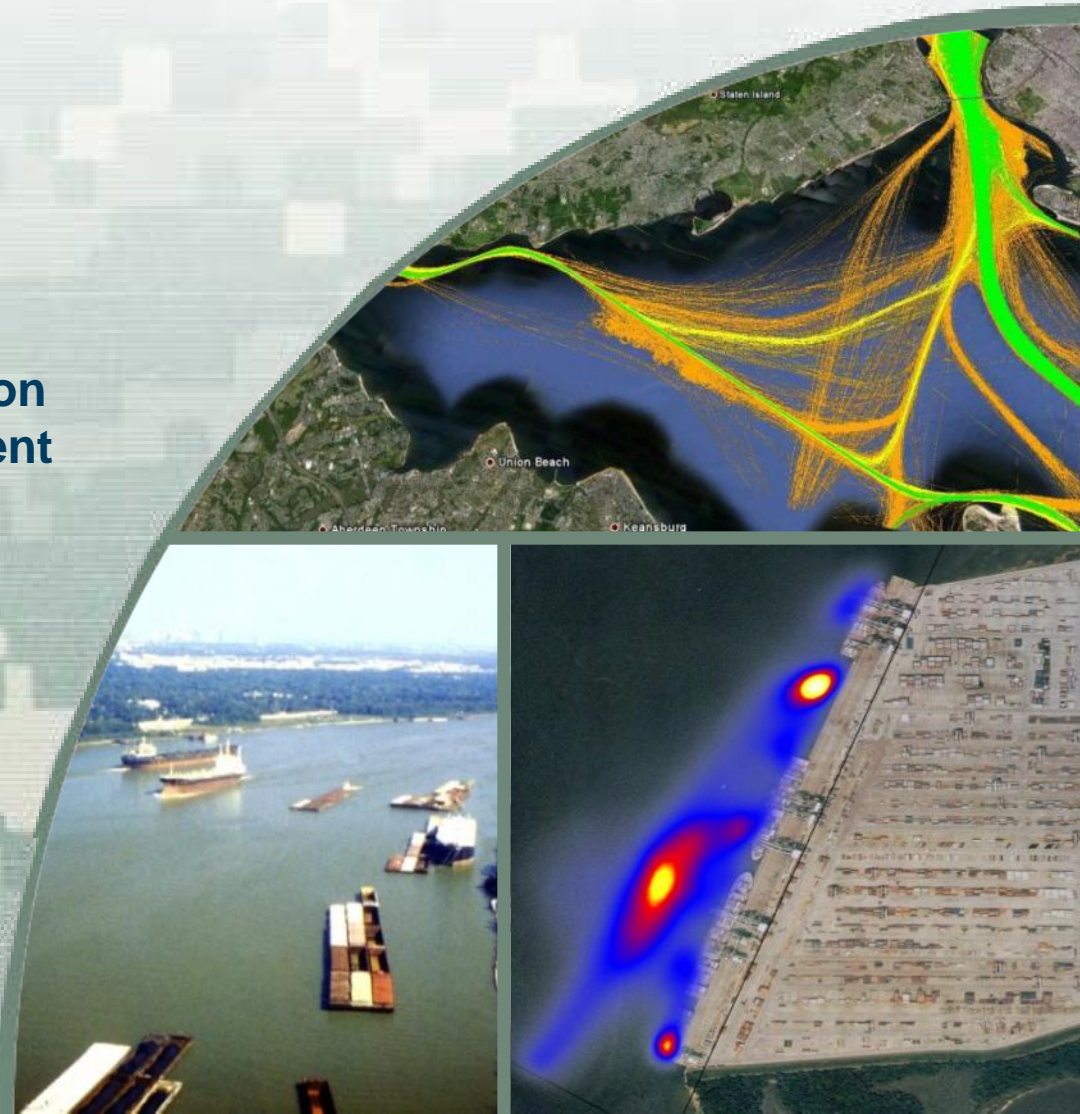 on
ent
Staten Island
Union Beach
Aberdeen Township
Keansburg